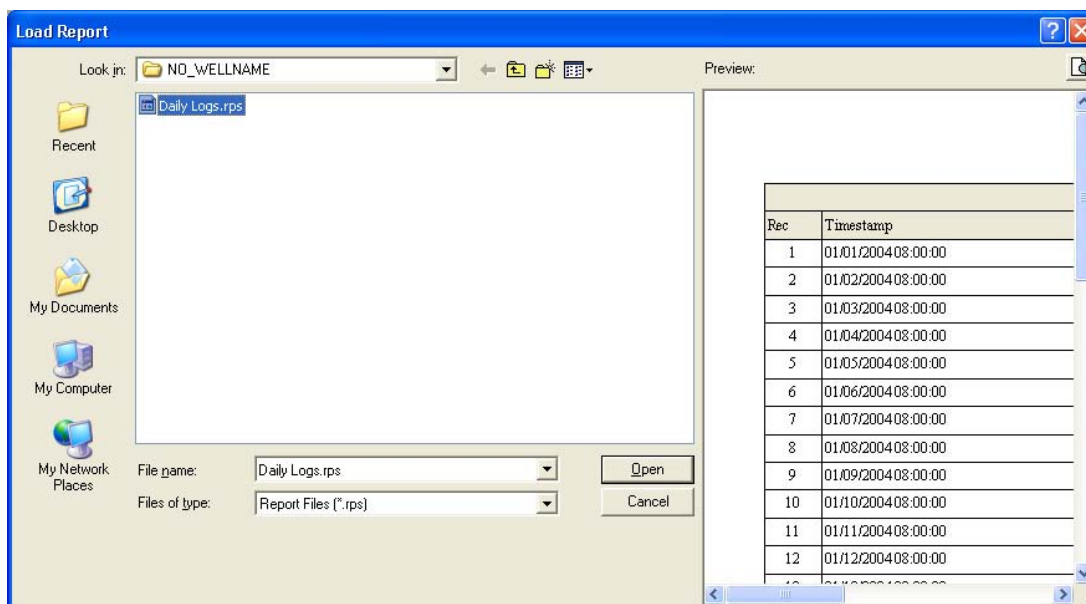 Load Report
Look in: NO_WELLNAME
Preview:
Daily Logs.rps
Recent
Desktop
My Documents
My Computer
My Network
Places
File name: Daily Logs.rps Open
Files of type: Report Files (*.rps) Cancel
Rec Timestamp
1 01/01/2004 08:00:00
2 01/02/2004 08:00:00
3 01/03/2004 08:00:00
4 01/04/2004 08:00:00
5 01/05/2004 08:00:00
6 01/06/2004 08:00:00
7 01/07/2004 08:00:00
8 01/08/2004 08:00:00
9 01/09/2004 08:00:00
10 01/10/2004 08:00:00
11 01/11/2004 08:00:00
12 01/12/2004 08:00:00